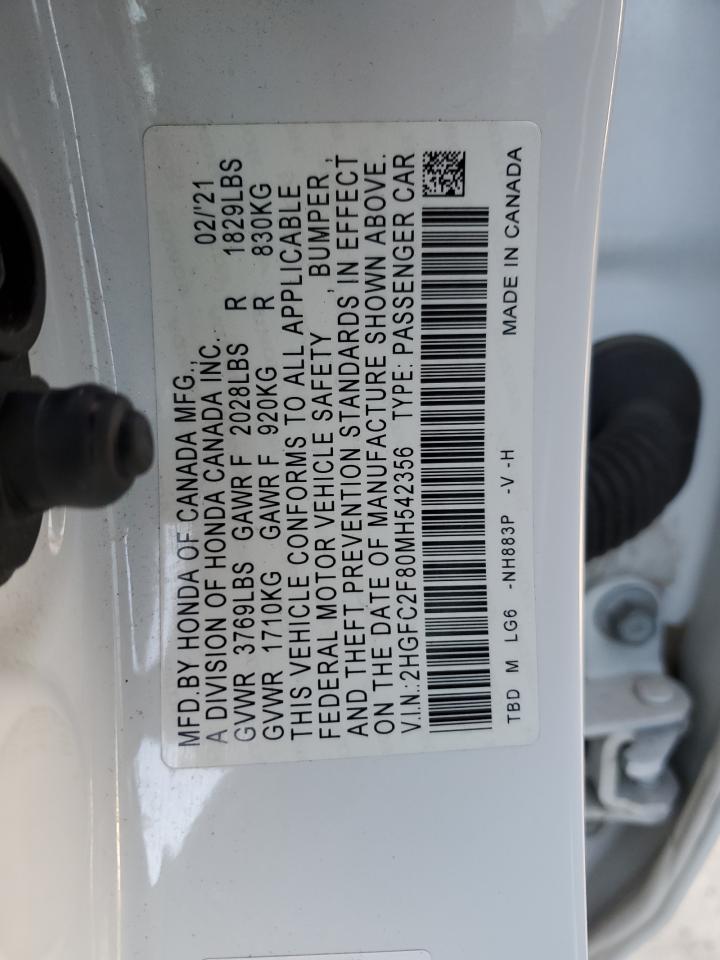 MFD.BY HONDA OF CANADA MFG., 02/'21
A DIVISION OF HONDA CANADA INC.
GVWR 3769LBS GAWR F 2028LBS R 1829LBS
GVWR 1710KG GAWR F 920KG R 830KG
THIS VEHICLE CONFORMS TO ALL APPLICABLE
FEDERAL MOTOR VEHICLE SAFETY , BUMPER ,
AND THEFT PREVENTION STANDARDS IN EFFECT
ON THE DATE OF MANUFACTURE SHOWN ABOVE.
V.I.N.:2HGFC2F80MH542356 TYPE: PASSENGER CAR
TBD M LG6 -NH883P -V -H MADE IN CANADA